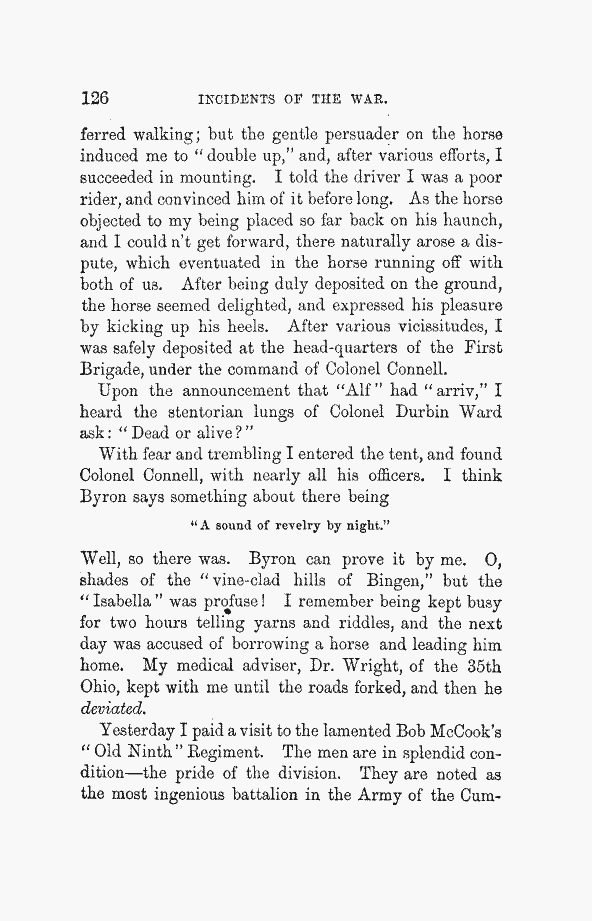 126 INCIDENTS OF THE WAR.
ferred walking; but the gentle persuader on the horse
induced me to “ double up,” and, after various efforts, I
succeeded in mounting. I told the driver I was a poor
rider, and convinced him of it before long. As the horse
objected to my being placed so far back on his haunch,
and I could n’t get forward, there naturally arose a dis-
pute, which eventuated in the horse running off with
both of us. After being duly deposited on the ground,
the horse seemed delighted, and expressed his pleasure
by kicking up his heels. After various vicissitudes, I
was safely deposited at the head-quarters of the First
Brigade, under the command of Colonel Connell.
Upon the announcement that “Alf” had “ arriv,” I
heard the stentorian lungs of Colonel Durbin Ward
ask: “ Dead or alive?”
With fear and trembling I entered the tent, and found
Colonel Connell, with nearly all his officers. I think
Byron says something about there being
“A sound of revelry by night.”
Well, so there was. Byron can prove it by me. O,
shades of the “ vine-clad hills of Bingen,” but the
“ Isabella” was profuse! I remember being kept busy
for two hours telling yarns and riddles, and the next
day was accused of borrowing a horse and leading him
home. My medical adviser, Dr. Wright, of the 35th
Ohio, kept with me until the roads forked, and then he
deviated.
Yesterday I paid a visit to the lamented Bob McCook’s
“ Old Ninth” Regiment. The men are in splendid con-
dition—the pride of the division. They are noted as
the most ingenious battalion in the Army of the Cum-